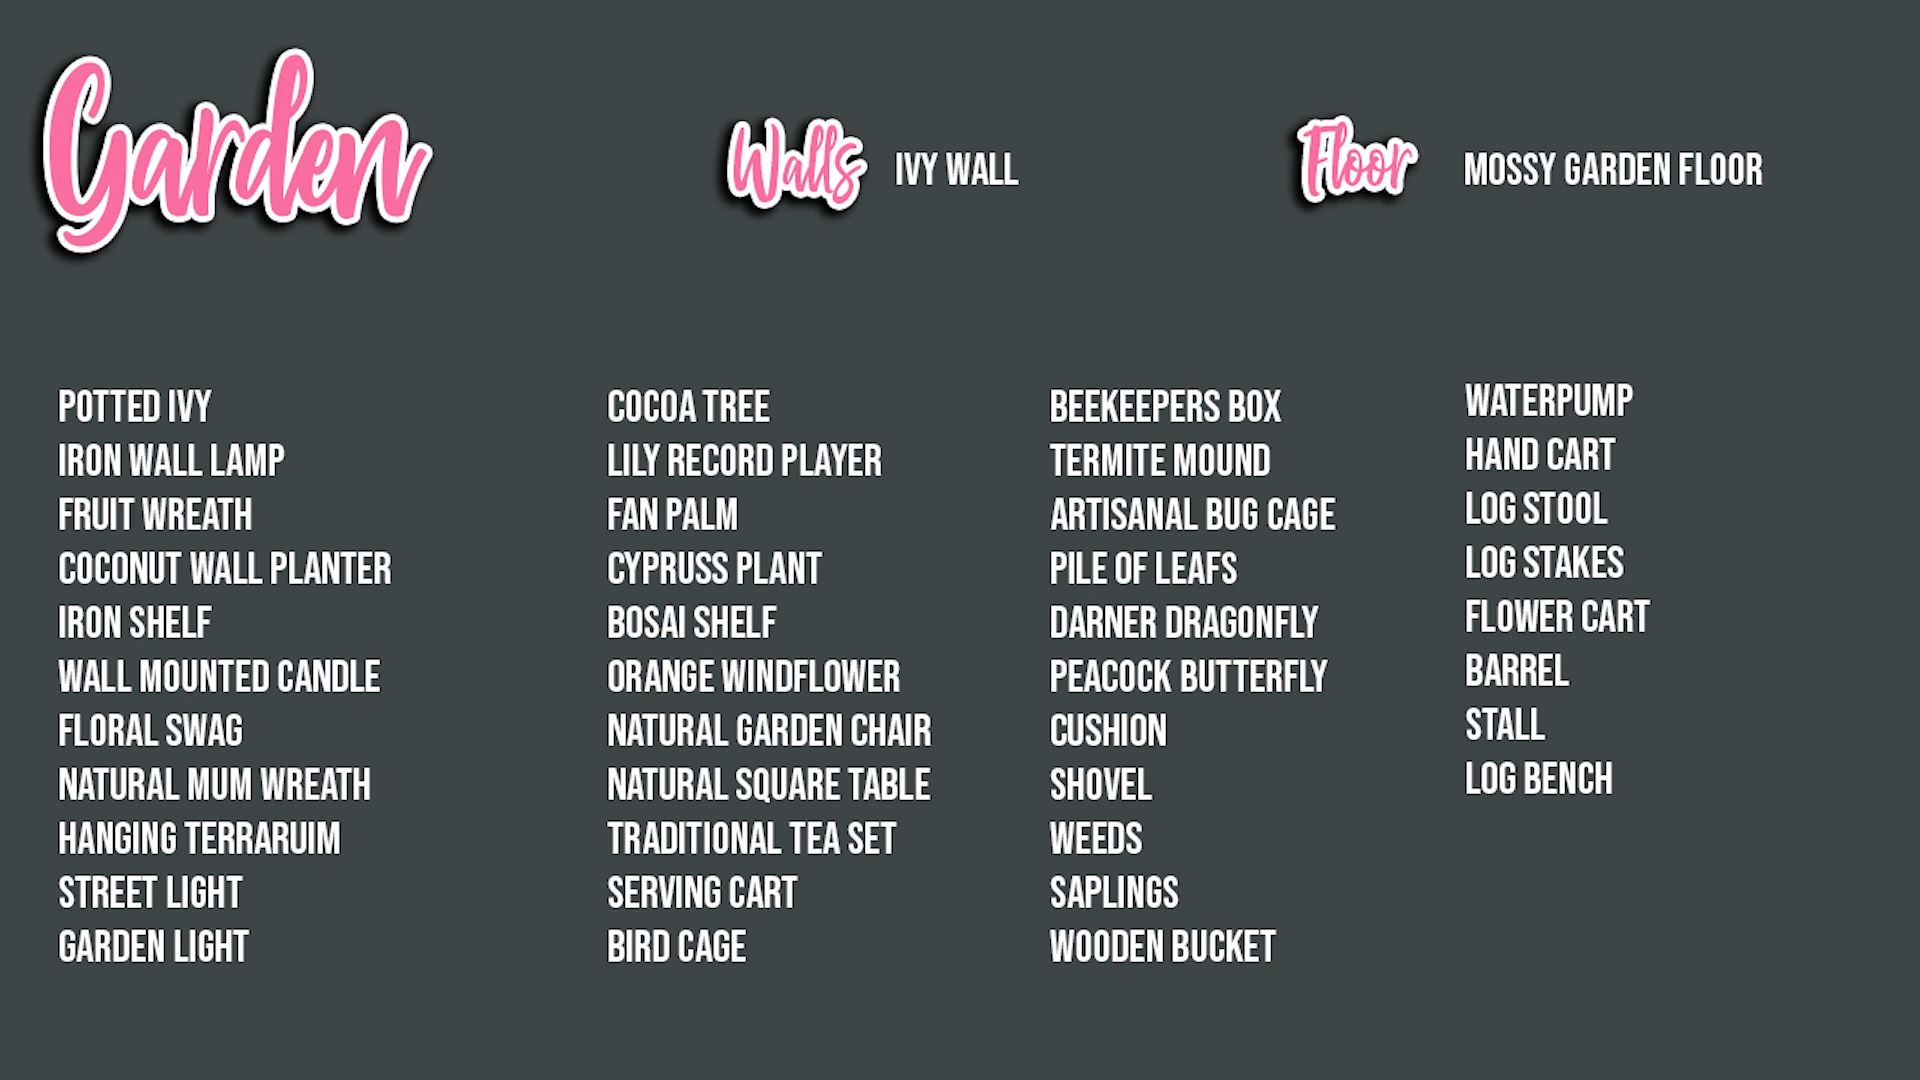 Garden
Walls
IVY WALL
Floor
MOSSY GARDEN FLOOR
POTTED IVY
IRON WALL LAMP
FRUIT WREATH
COCONUT WALL PLANTER
IRON SHELF
WALL MOUNTED CANDLE
FLORAL SWAG
NATURAL MUM WREATH
HANGING TERRARUIM
STREET LIGHT
GARDEN LIGHT
COCOA TREE
LILY RECORD PLAYER
FAN PALM
CYPRUSS PLANT
BOSAI SHELF
ORANGE WINDFLOWER
NATURAL GARDEN CHAIR
NATURAL SQUARE TABLE
TRADITIONAL TEA SET
SERVING CART
BIRD CAGE
BEEKEEPERS BOX
TERMITE MOUND
ARTISANAL BUG CAGE
PILE OF LEAFS
DARNER DRAGONFLY
PEACOCK BUTTERFLY
CUSHION
SHOVEL
WEEDS
SAPLINGS
WOODEN BUCKET
WATERPUMP
HAND CART
LOG STOOL
LOG STAKES
FLOWER CART
BARREL
STALL
LOG BENCH